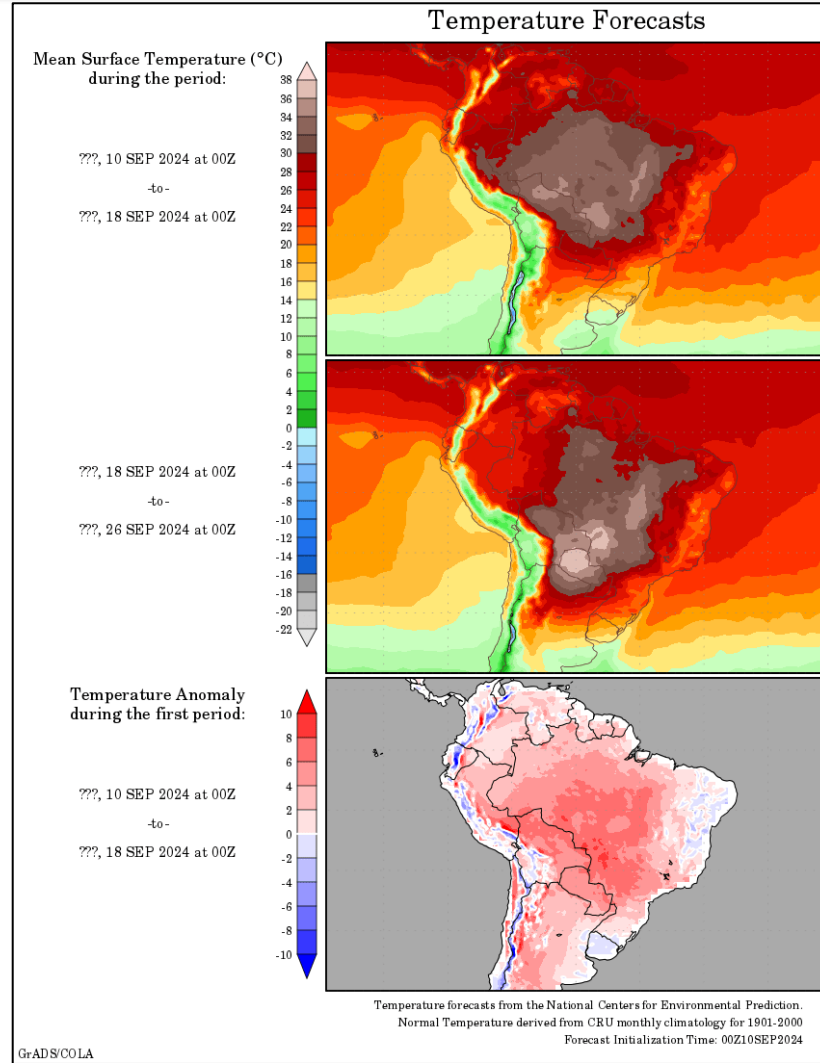 Temperature Forecasts
Mean Surface Temperature (°C)
during the period:
???, 10 SEP 2024 at 00Z
-to-
???, 18 SEP 2024 at 00Z
38
36
34
32
30
28
26
24
22
20
18
16
14
12
10
8
6
4
2
0
-2
-4
-6
-8
-10
-12
-14
-16
-18
-20
-22
???, 18 SEP 2024 at 00Z
-to-
???, 26 SEP 2024 at 00Z
Temperature Anomaly
during the first period:
???, 10 SEP 2024 at 00Z
-to-
???, 18 SEP 2024 at 00Z
10
8
6
4
2
0
-2
-4
-6
-8
-10
Temperature forecasts from the National Centers for Environmental Prediction.
Normal Temperature derived from CRU monthly climatology for 1901-2000
Forecast Initialization Time: 00Z10SEP2024
GrADS/COLA